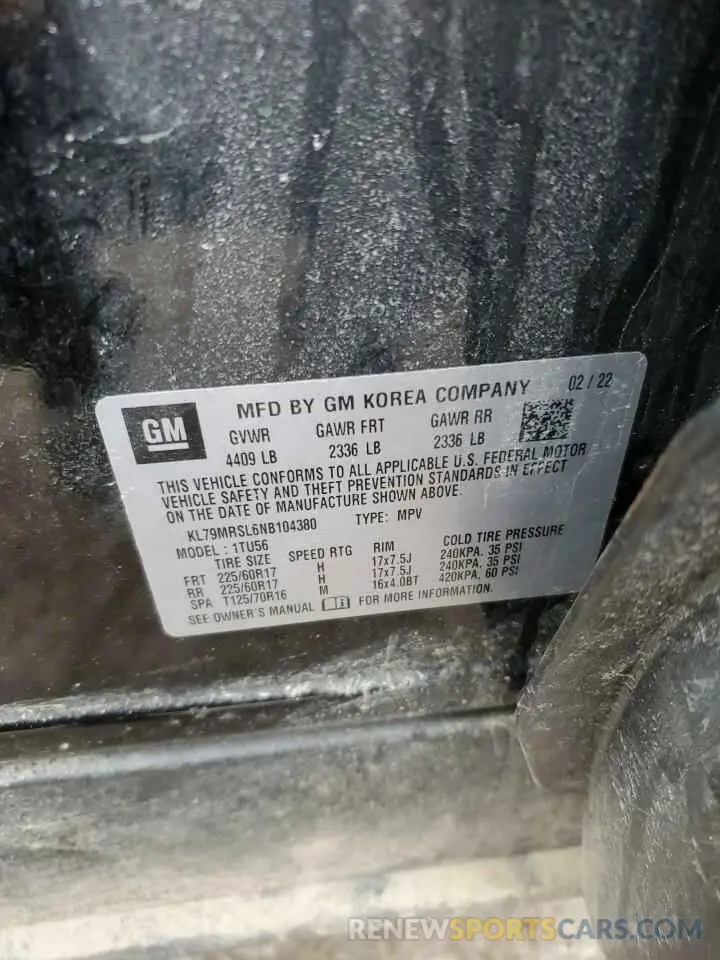 MFD BY GM KOREA COMPANY 02 / 22
GM
GVWR GAWR FRT GAWR RR
4409 LB 2336 LB 2336 LB
THIS VEHICLE CONFORMS TO ALL APPLICABLE U.S. FEDERAL MOTOR
VEHICLE SAFETY AND THEFT PREVENTION STANDARDS IN EFFECT
ON THE DATE OF MANUFACTURE SHOWN ABOVE.
KL79MRSL6NB104380 TYPE: MPV
MODEL: 1TU56
TIRE SIZE SPEED RTG RIM COLD TIRE PRESSURE
FRT 225/60R17 H 17x7.5J 240KPA, 35 PSI
RR 225/60R17 H 17x7.5J 240KPA, 35 PSI
SPA T125/70R16 M 16x4.0BT 420KPA, 60 PSI
SEE OWNER'S MANUAL FOR MORE INFORMATION.
RENEWSPORTSCARS.COM